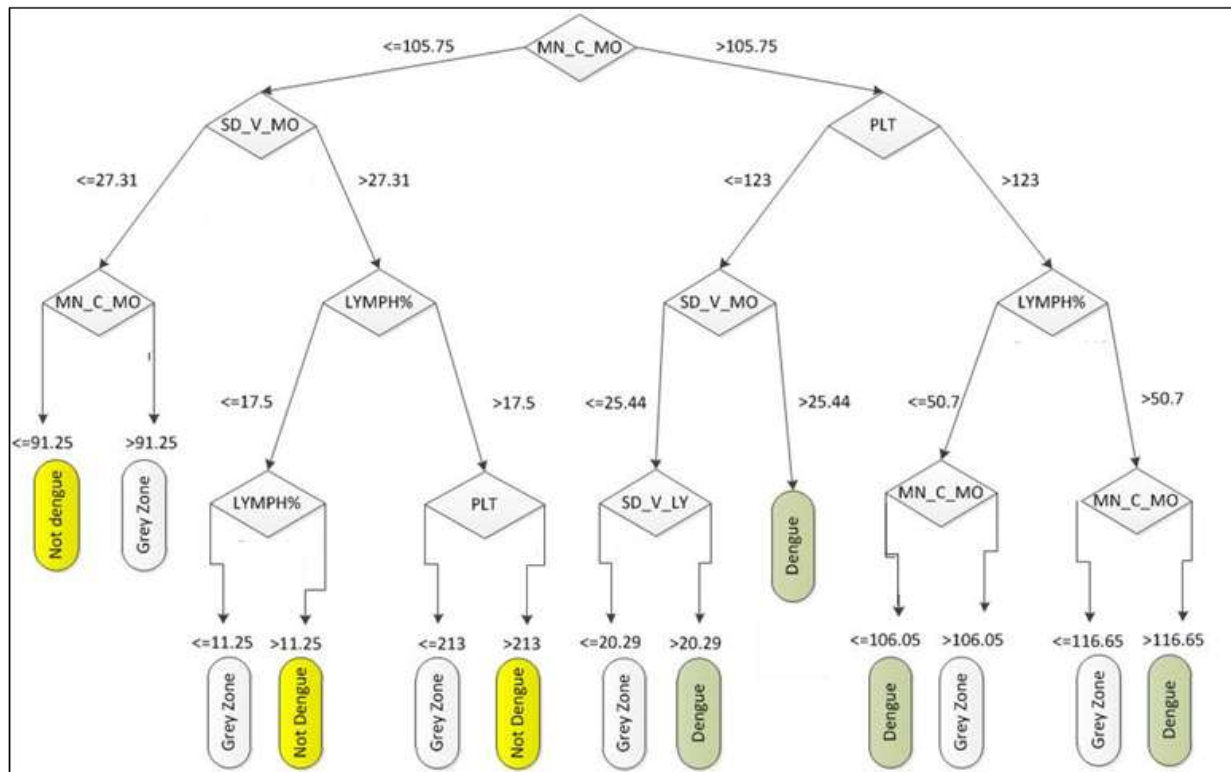 <=105.75
MN_C_MO
>105.75
SD_V_MO
PLT
<=27.31
>27.31
<=123
>123
MN_C_MO
LYMPH%
SD_V_MO
LYMPH%
<=17.5
>17.5
<=25.44
>25.44
<=50.7
>50.7
<=91.25
>91.25
Not dengue
Grey Zone
LYMPH%
PLT
SD_V_LY
Dengue
MN_C_MO
MN_C_MO
<=11.25
>11.25
<=213
>213
<=20.29
>20.29
<=106.05
>106.05
<=116.65
>116.65
Grey Zone
Not Dengue
Grey Zone
Not Dengue
Grey Zone
Dengue
Dengue
Grey Zone
Grey Zone
Dengue